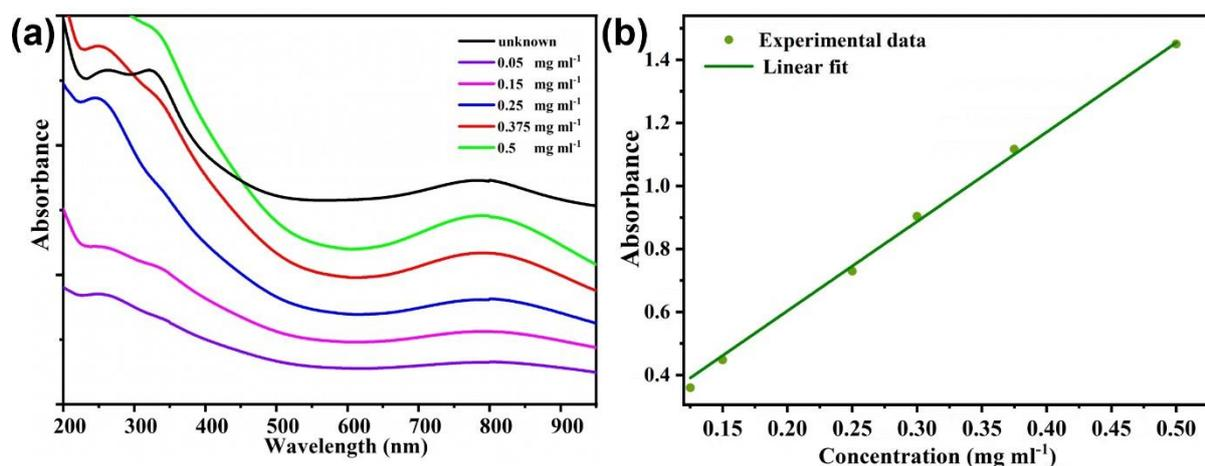 (a)
unknown
0.05 mg ml-1
0.15 mg ml-1
0.25 mg ml-1
0.375 mg ml-1
0.5 mg ml-1
Absorbance
200 300 400 500 600 700 800 900
Wavelength (nm)
(b)
Experimental data
Linear fit
1.4
1.2
1.0
0.8
0.6
0.4
Absorbance
0.15 0.20 0.25 0.30 0.35 0.40 0.45 0.50
Concentration (mg ml-1)